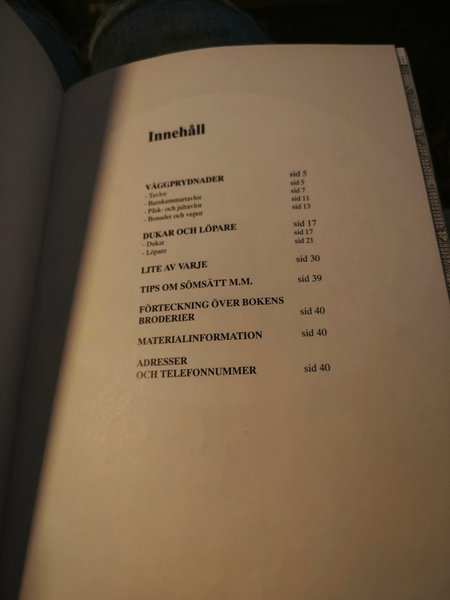 Innehåll
VÄGGPRYDNADER sid 5
- Tavlor sid 5
- Barnkammartavlor sid 7
- Påsk- och jultavlor sid 11
- Bonader och vepor sid 13
DUKAR OCH LÖPARE sid 17
- Dukar sid 17
- Löpare sid 21
LITE AV VARJE sid 30
TIPS OM SÖMSÄTT M.M. sid 39
FÖRTECKNING ÖVER BOKENS
BRODERIER sid 40
MATERIALINFORMATION sid 40
ADRESSER
OCH TELEFONNUMMER sid 40